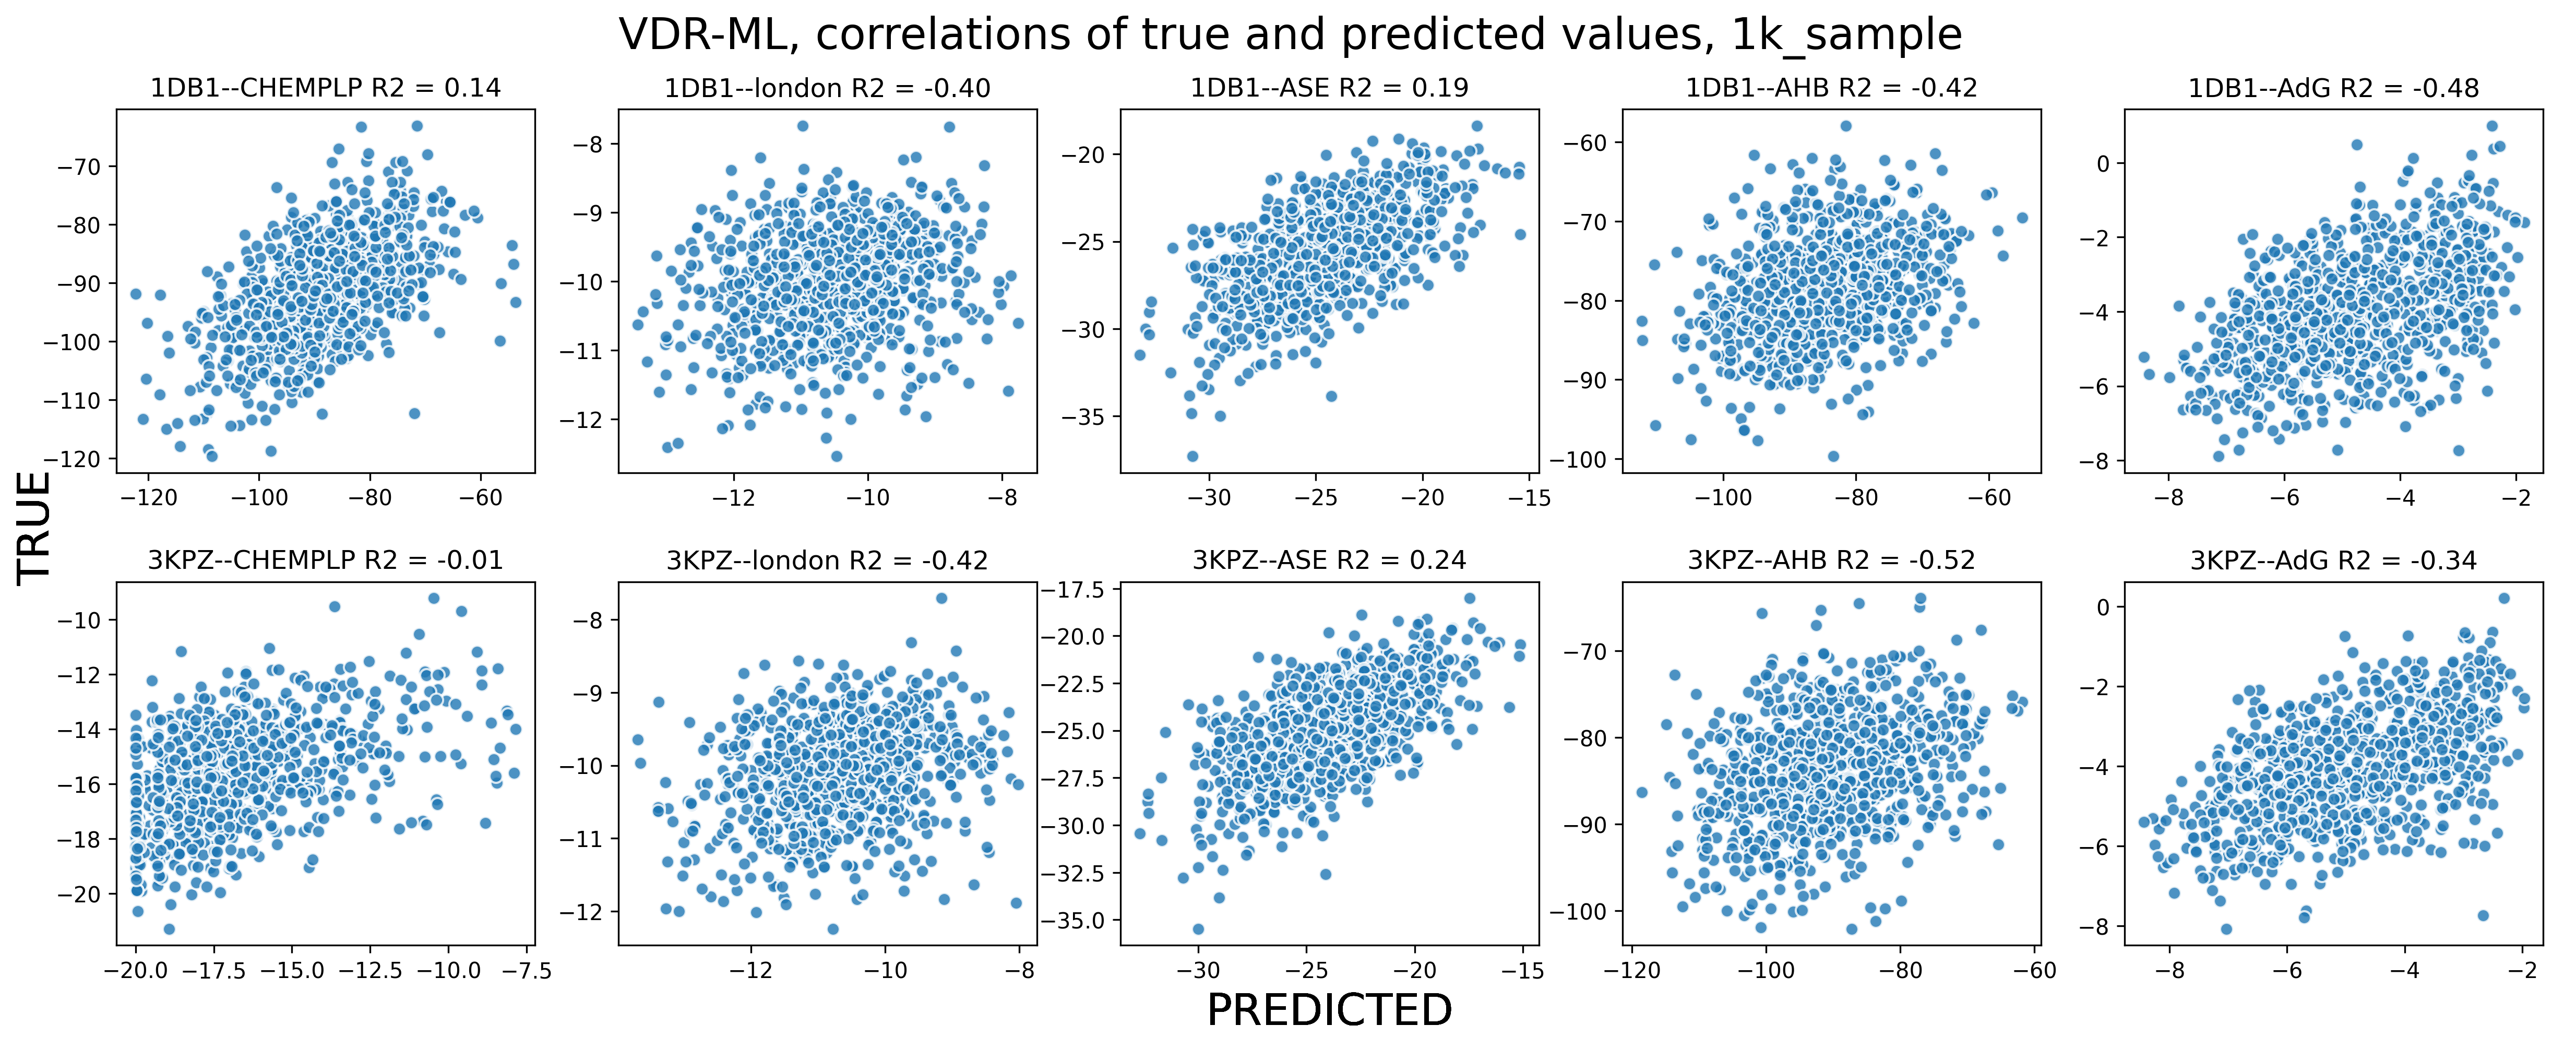 VDR-ML, correlations of true and predicted values, 1k_sample
1DB1--CHEMPLP R2 = 0.14
−70
−80
−90
−100
−110
−120
−120 −100 −80 −60
1DB1--london R2 = -0.40
−8
−9
−10
−11
−12
−12 −10 −8
1DB1--ASE R2 = 0.19
−20
−25
−30
−35
−30 −25 −20 −15
1DB1--AHB R2 = -0.42
−60
−70
−80
−90
−100
−100 −80 −60
1DB1--AdG R2 = -0.48
0
−2
−4
−6
−8
−8 −6 −4 −2
TRUE
3KPZ--CHEMPLP R2 = -0.01
−10
−12
−14
−16
−18
−20
−20.0 −17.5 −15.0 −12.5 −10.0 −7.5
3KPZ--london R2 = -0.42
−8
−9
−10
−11
−12
−12 −10 −8
3KPZ--ASE R2 = 0.24
−17.5
−20.0
−22.5
−25.0
−27.5
−30.0
−32.5
−35.0
−30 −25 −20 −15
3KPZ--AHB R2 = -0.52
−70
−80
−90
−100
−120 −100 −80 −60
3KPZ--AdG R2 = -0.34
0
−2
−4
−6
−8
−8 −6 −4 −2
PREDICTED